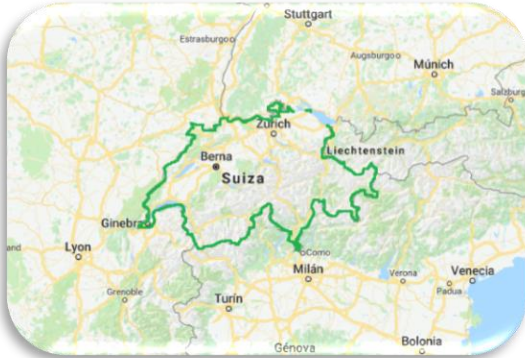 Stuttgart
Estrasburgo
Augsburgo
Múnich
Salzburg
Zúrich
Liechtenstein
Berna
Suiza
Ginebra
Lyon
Como
Milán
Grenoble
Verona
Venecia
Padua
Turín
Génova
Bolonia